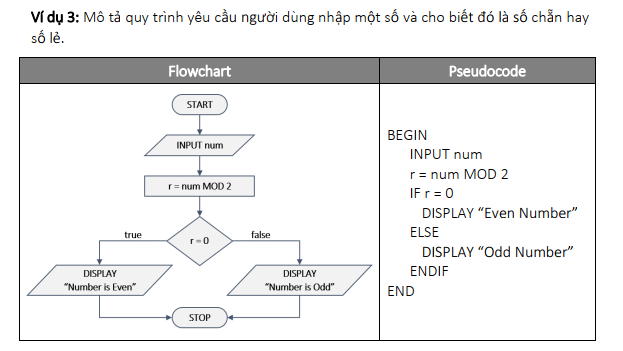 Ví dụ 3: Mô tả quy trình yêu cầu người dùng nhập một số và cho biết đó là số chẵn hay
số lẻ.
Flowchart
START
INPUT num
r = num MOD 2
r = 0
true
false
DISPLAY
"Number is Even"
DISPLAY
"Number is Odd"
STOP
Pseudocode
BEGIN
INPUT num
r = num MOD 2
IF r = 0
DISPLAY “Even Number”
ELSE
DISPLAY “Odd Number”
ENDIF
END